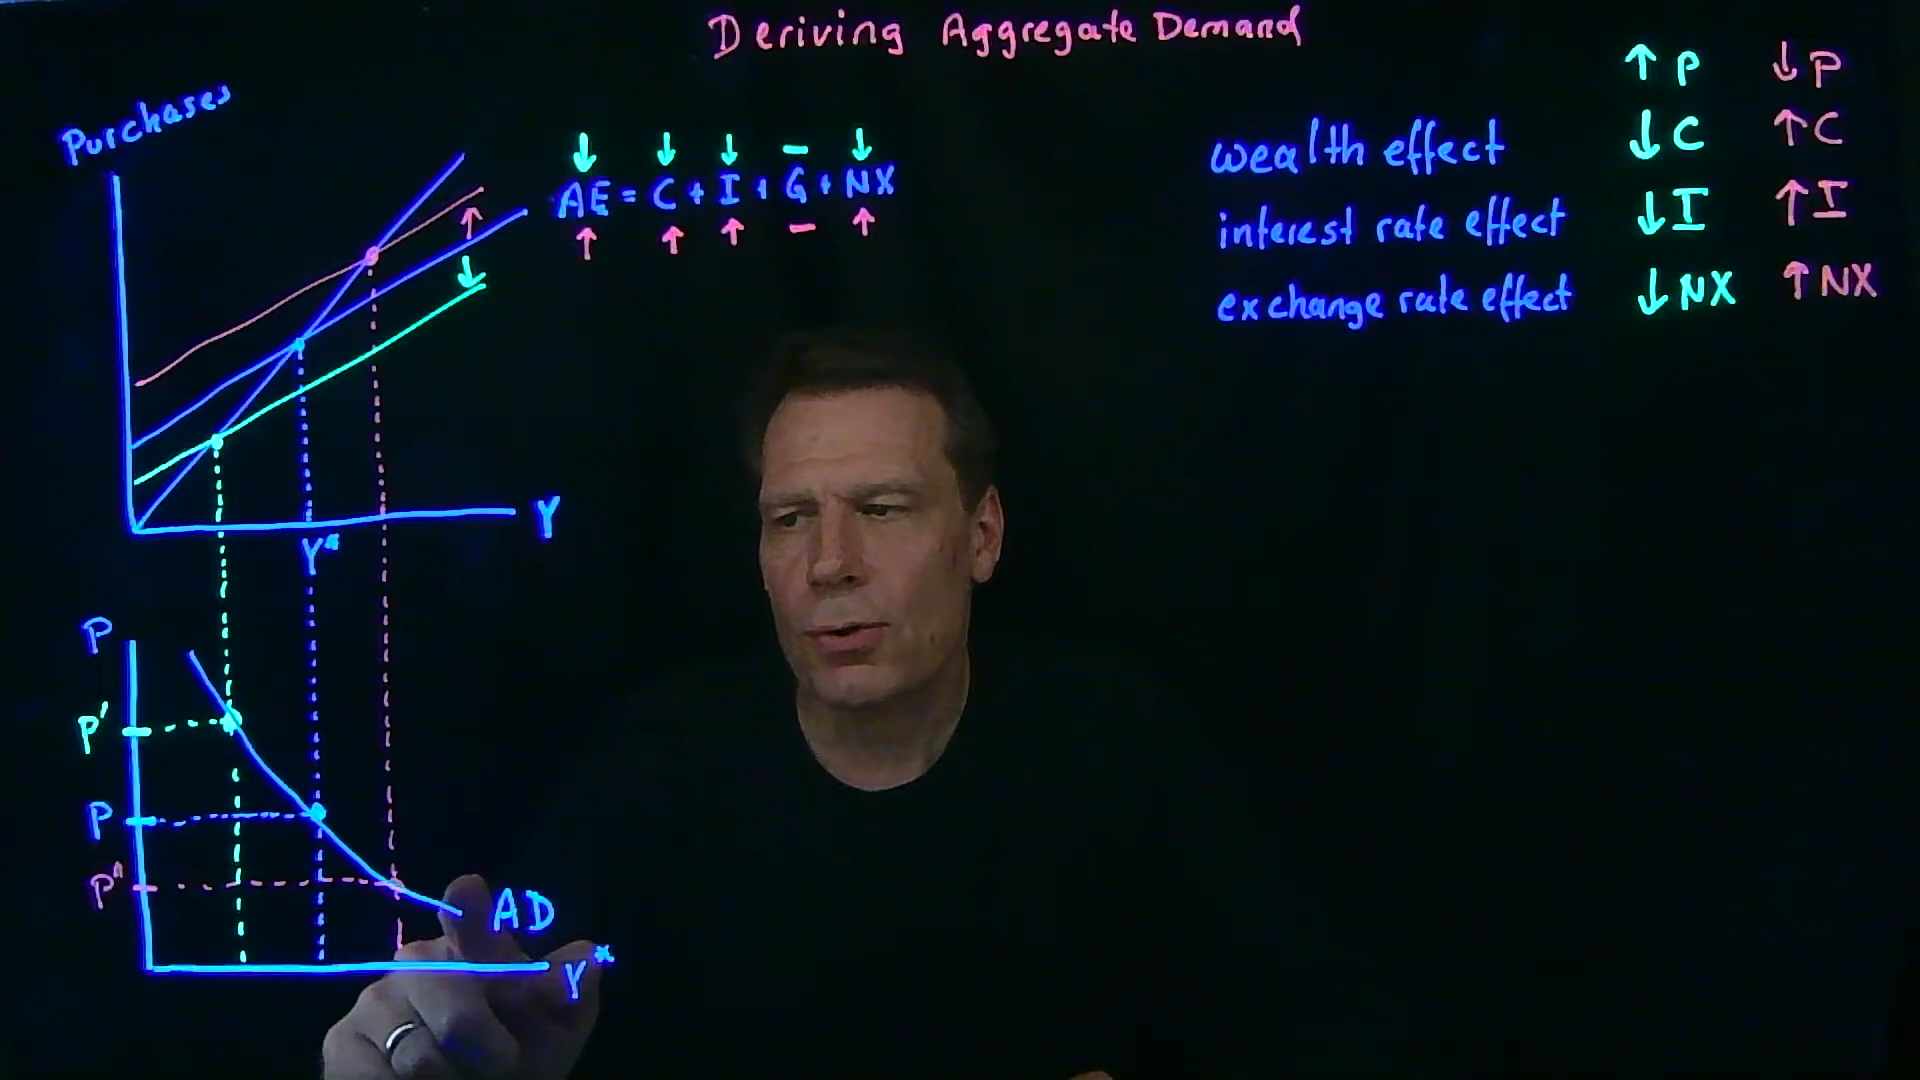 Deriving Aggregate Demand
Purchases
↓ ↓ ↓ – ↓
AE = C + I + G + NX
↑ ↑ ↑ – ↑
↑ ↓
Y
Y*
P
P'
P
P"
AD
Y*
↑ P ↓ P
wealth effect ↓ C ↑ C
interest rate effect ↓ I ↑ I
exchange rate effect ↓ NX ↑ NX